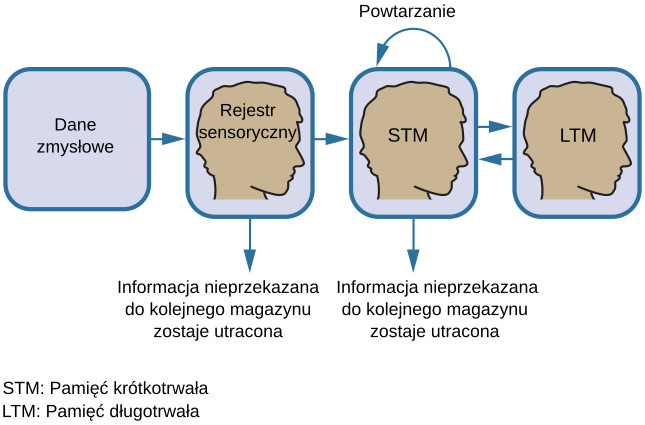 Powtarzanie
Dane
zmysłowe
Rejestr
sensoryczny
STM
LTM
Informacja nieprzekazana
do kolejnego magazynu
zostaje utracona
Informacja nieprzekazana
do kolejnego magazynu
zostaje utracona
STM: Pamięć krótkotrwała
LTM: Pamięć długotrwała